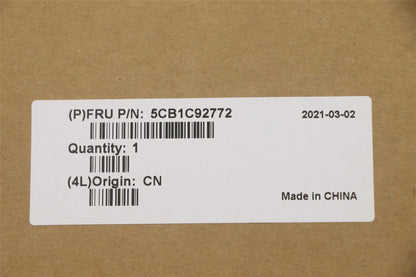 (P)FRU P/N: 5CB1C92772 2021-03-02
Quantity: 1
(4L)Origin: CN
Made in CHINA